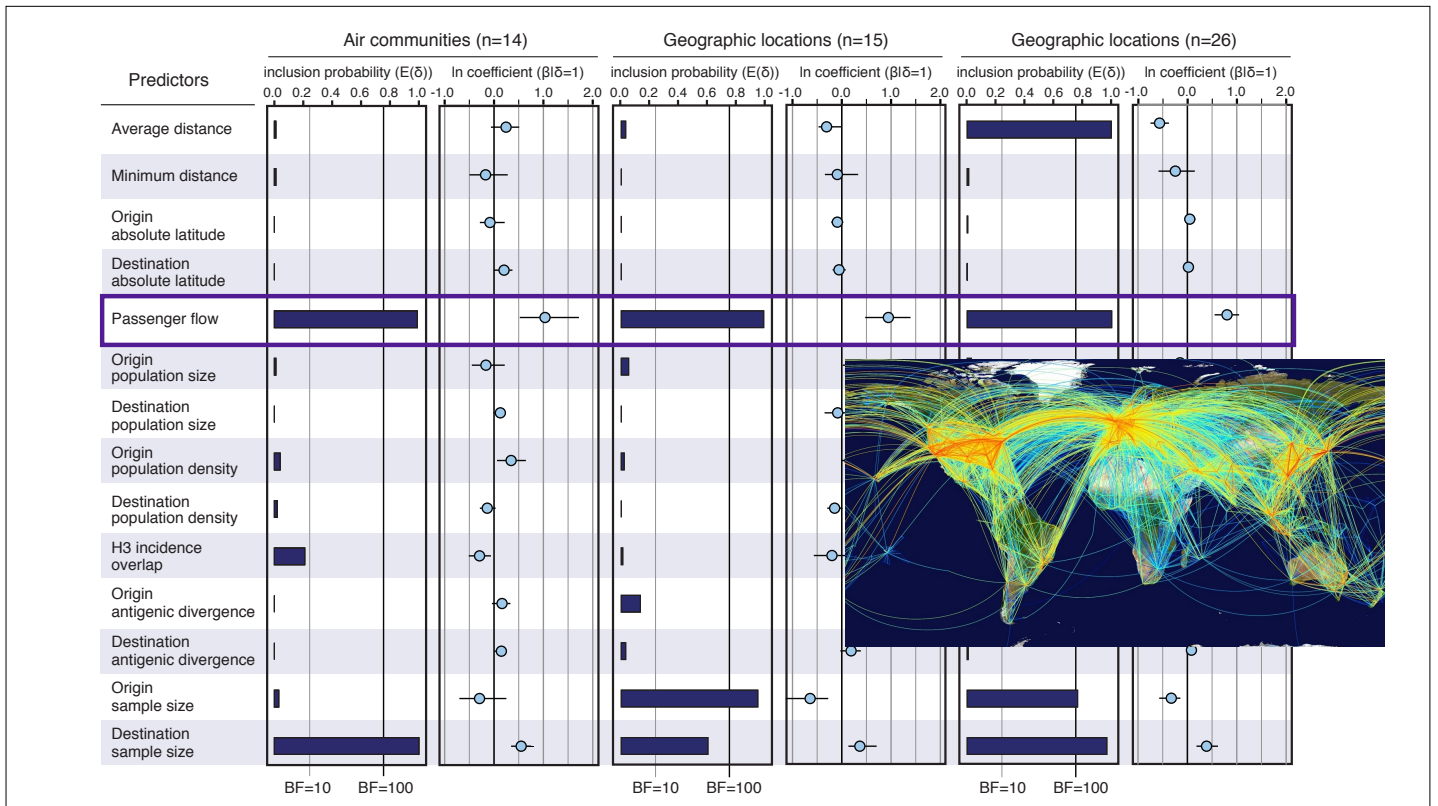 Air communities (n=14) Geographic locations (n=15) Geographic locations (n=26)
Predictors
inclusion probability (E(δ)) ln coefficient (β|δ=1) inclusion probability (E(δ)) ln coefficient (β|δ=1) inclusion probability (E(δ)) ln coefficient (β|δ=1)
0.0 0.2 0.4 0.6 0.8 1.0 -1.0 0.0 1.0 2.0 0.0 0.2 0.4 0.6 0.8 1.0 -1.0 0.0 1.0 2.0 0.0 0.2 0.4 0.6 0.8 1.0 -1.0 0.0 1.0 2.0
Average distance
Minimum distance
Origin
absolute latitude
Destination
absolute latitude
Passenger flow
Origin
population size
Destination
population size
Origin
population density
Destination
population density
H3 incidence
overlap
Origin
antigenic divergence
Destination
antigenic divergence
Origin
sample size
Destination
sample size
BF=10 BF=100 BF=10 BF=100 BF=10 BF=100